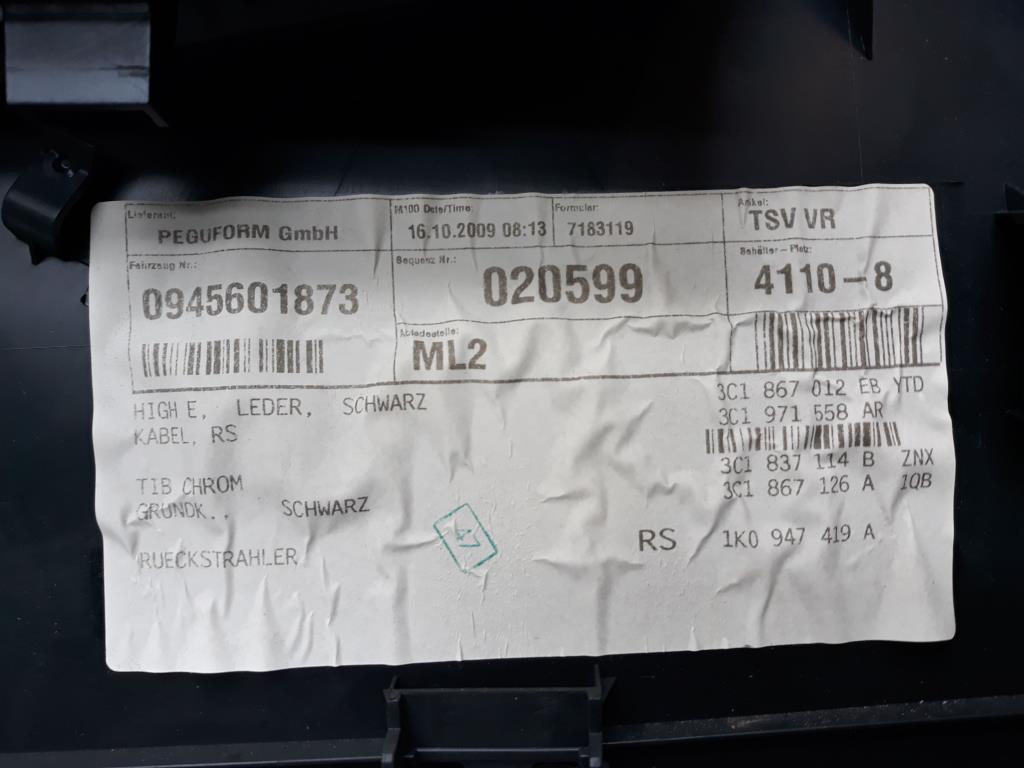 Lieferant:
PEGUFORM GmbH
M100 Date/Time:
16.10.2009 08:13
Formular:
7183119
Artikel:
TSV VR
Fahrzeug Nr.:
0945601873
Sequenz Nr.:
020599
Behälter - Platz:
4110-8
Abladestelle:
ML2
HIGH E, LEDER, SCHWARZ
KABEL, RS
TIB CHROM
GRUNDK., SCHWARZ
RUECKSTRAHLER
3C1 867 012 EB YTD
3C1 971 558 AR
3C1 837 114 B ZNX
3C1 867 126 A 1QB
RS 1K0 947 419 A